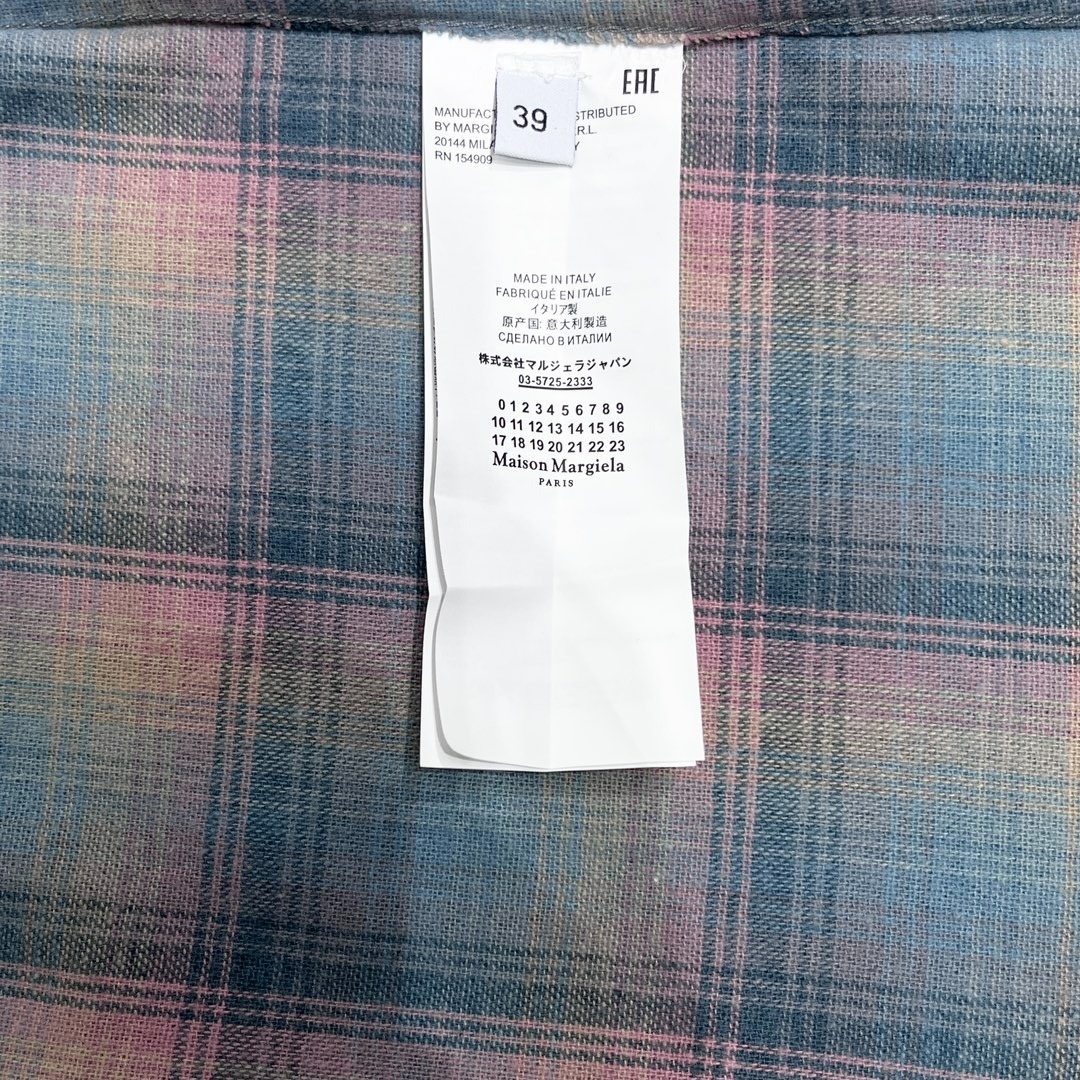 EAC
39
MANUFACT STRIBUTED
BY MARGI R.L.
20144 MILA Y
RN 154909
MADE IN ITALY
FABRIQUÉ EN ITALIE
イタリア製
原产国: 意大利製造
СДЕЛАНО В ИТАЛИИ
株式会社マルジェラジャパン
03-5725-2333
0 1 2 3 4 5 6 7 8 9
10 11 12 13 14 15 16
17 18 19 20 21 22 23
Maison Margiela
PARIS